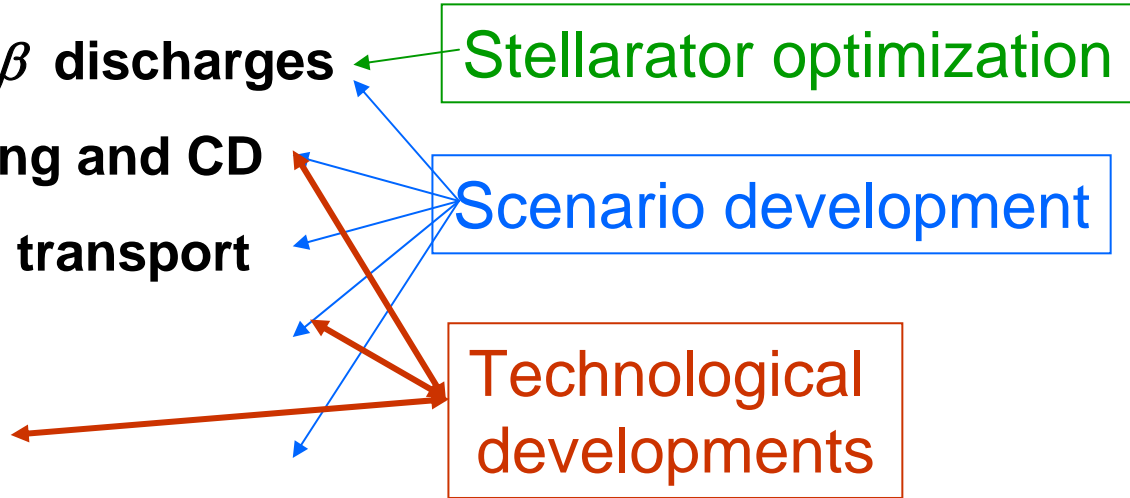 β discharges
Stellarator optimization
ng and CD
Scenario development
transport
Technological
developments